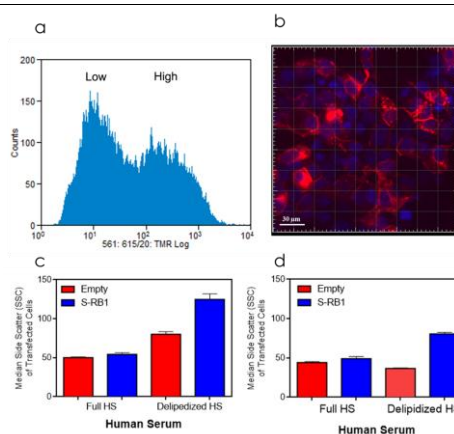 a
b
200
150
100
50
0
Counts
Low High
10⁰ 10¹ 10² 10³ 10⁴
561: 615/20: TMR Log
30 µm
c
d
Median Side Scatter (SSC)
of Transfected Cells
150
100
50
0
Empty
S-RB1
Full HS Delepedized HS
Human Serum
Median Side Scatter (SSC)
of Transfected Cells
150
100
50
0
Empty
S-RB1
Full HS Delipidized HS
Human Serum